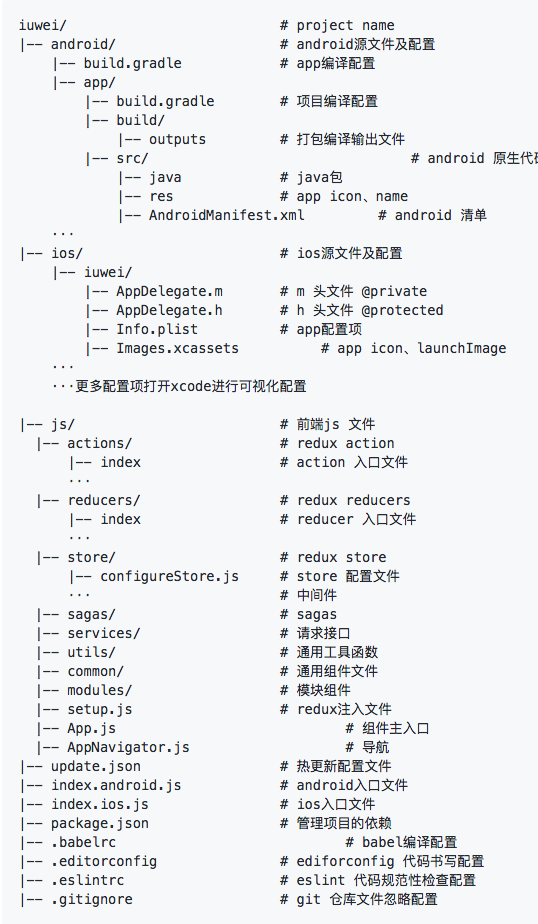 iuwei/ # project name
|-- android/ # android源文件及配置
|-- build.gradle # app编译配置
|-- app/
|-- build.gradle # 项目编译配置
|-- build/
|-- outputs # 打包编译输出文件
|-- src/ # android 原生代码
|-- java # java包
|-- res # app icon、name
|-- AndroidManifest.xml # android 清单
···
|-- ios/ # ios源文件及配置
|-- iuwei/
|-- AppDelegate.m # m 头文件 @private
|-- AppDelegate.h # h 头文件 @protected
|-- Info.plist # app配置项
|-- Images.xcassets # app icon、launchImage
···
···更多配置项打开xcode进行可视化配置
|-- js/ # 前端js 文件
|-- actions/ # redux action
|-- index # action 入口文件
···
|-- reducers/ # redux reducers
|-- index # reducer 入口文件
···
|-- store/ # redux store
|-- configureStore.js # store 配置文件
··· # 中间件
|-- sagas/ # sagas
|-- services/ # 请求接口
|-- utils/ # 通用工具函数
|-- common/ # 通用组件文件
|-- modules/ # 模块组件
|-- setup.js # redux注入文件
|-- App.js # 组件主入口
|-- AppNavigator.js # 导航
|-- update.json # 热更新配置文件
|-- index.android.js # android入口文件
|-- index.ios.js # ios入口文件
|-- package.json # 管理项目的依赖
|-- .babelrc # babel编译配置
|-- .editorconfig # ediforconfig 代码书写配置
|-- .eslintrc # eslint 代码规范性检查配置
|-- .gitignore # git 仓库文件忽略配置